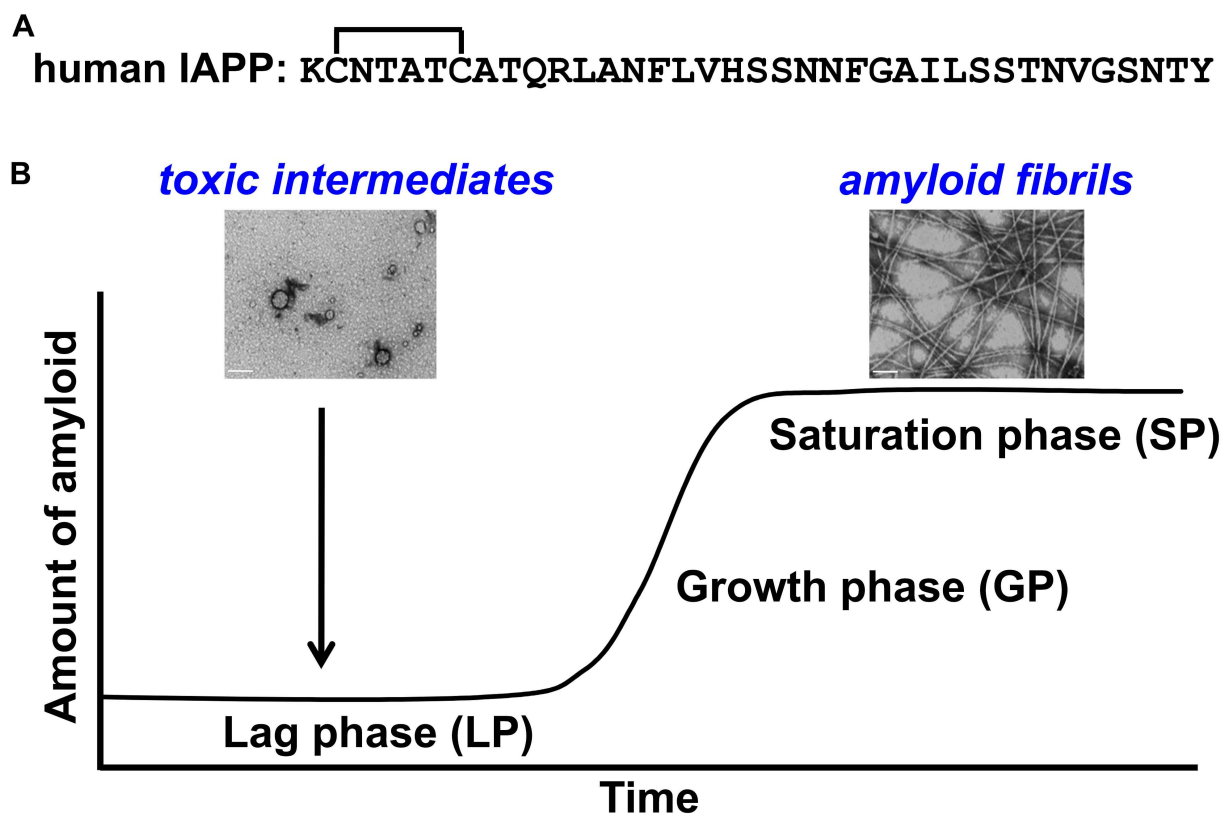 A
human IAPP: KCNTATCATQRLANFLVHSSNNFGAILSSTNVGSNTY
B
toxic intermediates
amyloid fibrils
Amount of amyloid
Saturation phase (SP)
Growth phase (GP)
Lag phase (LP)
Time